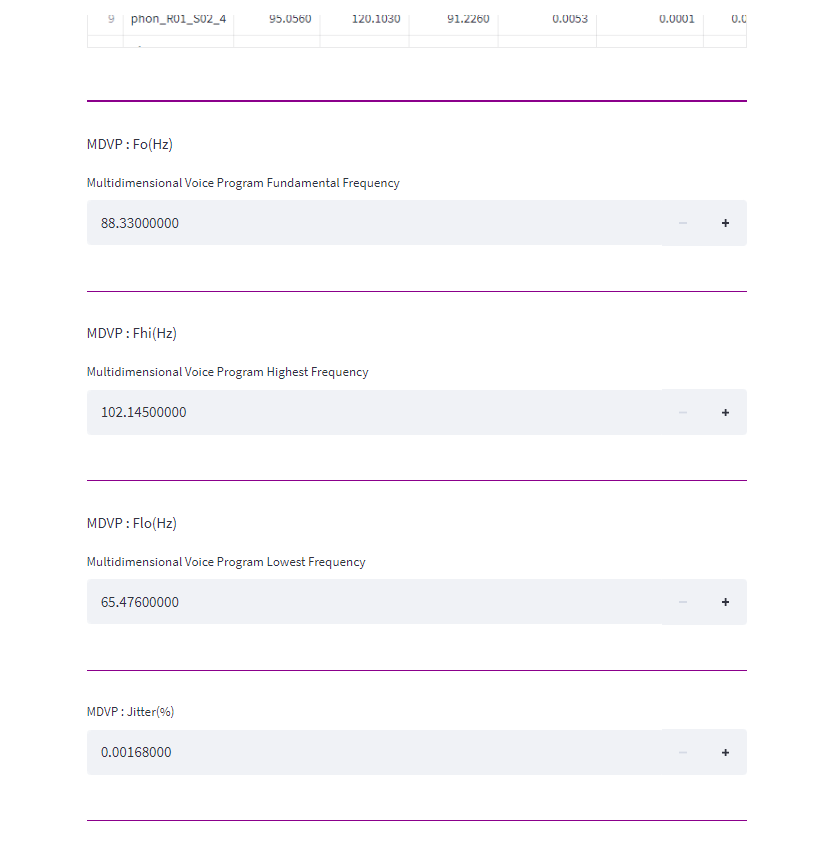 9 phon_R01_S02_4 95.0560 120.1030 91.2260 0.0053 0.0001 0.0
MDVP : Fo(Hz)
Multidimensional Voice Program Fundamental Frequency
88.33000000 − +
MDVP : Fhi(Hz)
Multidimensional Voice Program Highest Frequency
102.14500000 − +
MDVP : Flo(Hz)
Multidimensional Voice Program Lowest Frequency
65.47600000 − +
MDVP : Jitter(%)
0.00168000 − +